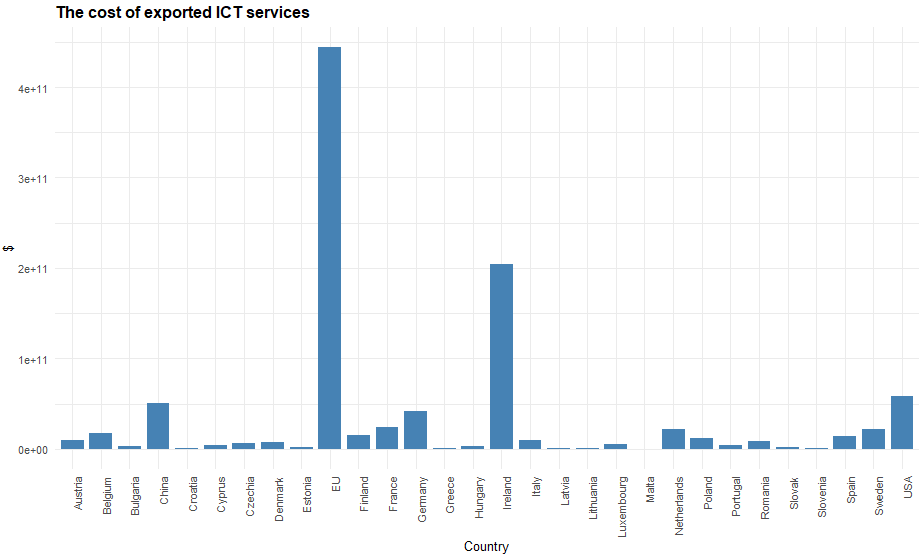 The cost of exported ICT services
$
4e+11
3e+11
2e+11
1e+11
0e+00
Austria
Belgium
Bulgaria
China
Croatia
Cyprus
Czechia
Denmark
Estonia
EU
Finland
France
Germany
Greece
Hungary
Ireland
Italy
Latvia
Lithuania
Luxembourg
Malta
Netherlands
Poland
Portugal
Romania
Slovak
Slovenia
Spain
Sweden
USA
Country